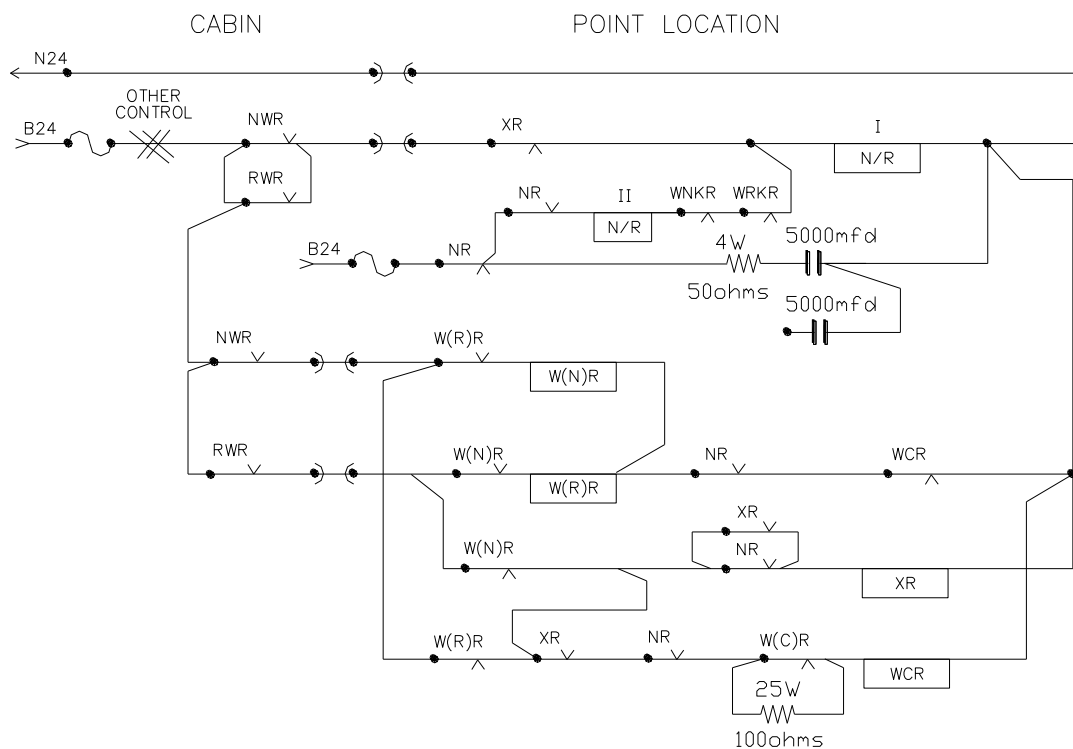 CABIN
POINT LOCATION
N24
B24
OTHER
CONTROL
NWR
XR
I
N/R
RWR
NR
II
N/R
WNKR
WRKR
B24
NR
4W
50ohms
5000mfd
5000mfd
NWR
W(R)R
W(N)R
RWR
W(N)R
W(R)R
NR
WCR
XR
W(N)R
NR
XR
W(R)R
XR
NR
W(C)R
WCR
25W
100ohms